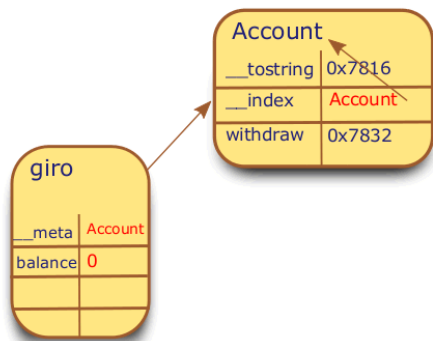 Account
__tostring 0x7816
__index Account
withdraw 0x7832
giro
__meta Account
balance 0